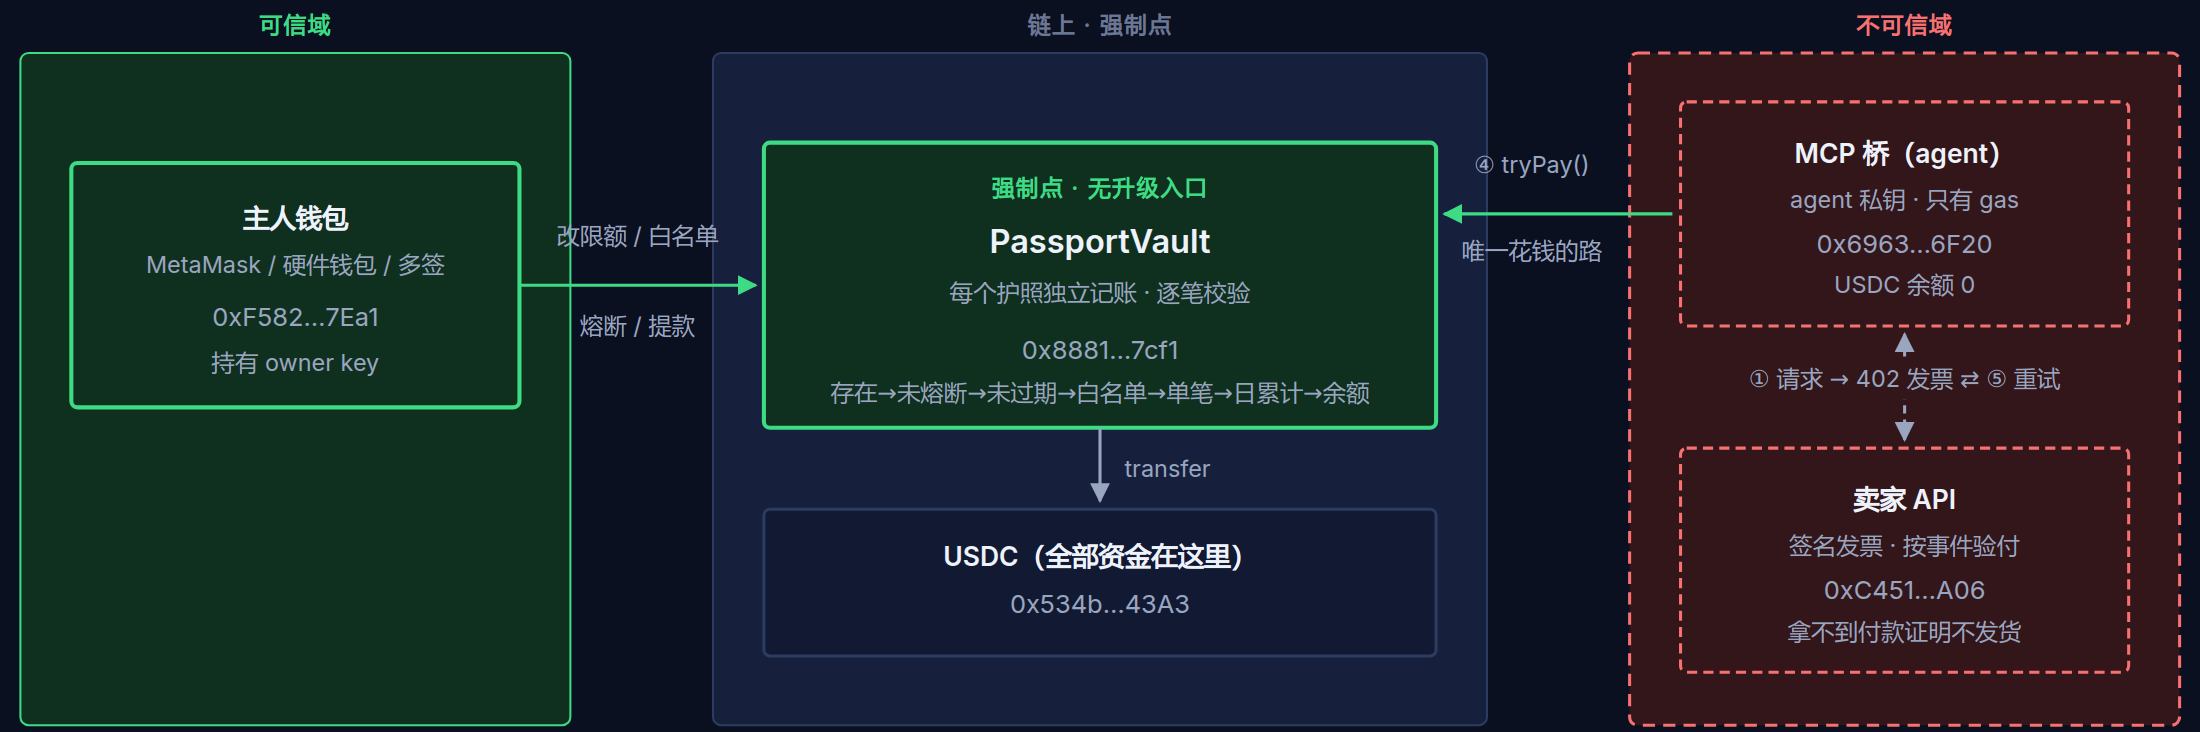 可信域
主人钱包
MetaMask / 硬件钱包 / 多签
0xF582…7Ea1
持有 owner key
改限额 / 白名单
熔断 / 提款
链上 · 强制点
强制点 · 无升级入口
PassportVault
每个护照独立记账 · 逐笔校验
0x8881…7cf1
存在→未熔断→未过期→白名单→单笔→日累计→余额
transfer
USDC（全部资金在这里）
0x534b…43A3
④ tryPay()
唯一花钱的路
不可信域
MCP 桥（agent）
agent 私钥 · 只有 gas
0x6963…6F20
USDC 余额 0
① 请求 → 402 发票 ⇄ ⑤ 重试
卖家 API
签名发票 · 按事件验付
0xC451…A06
拿不到付款证明不发货